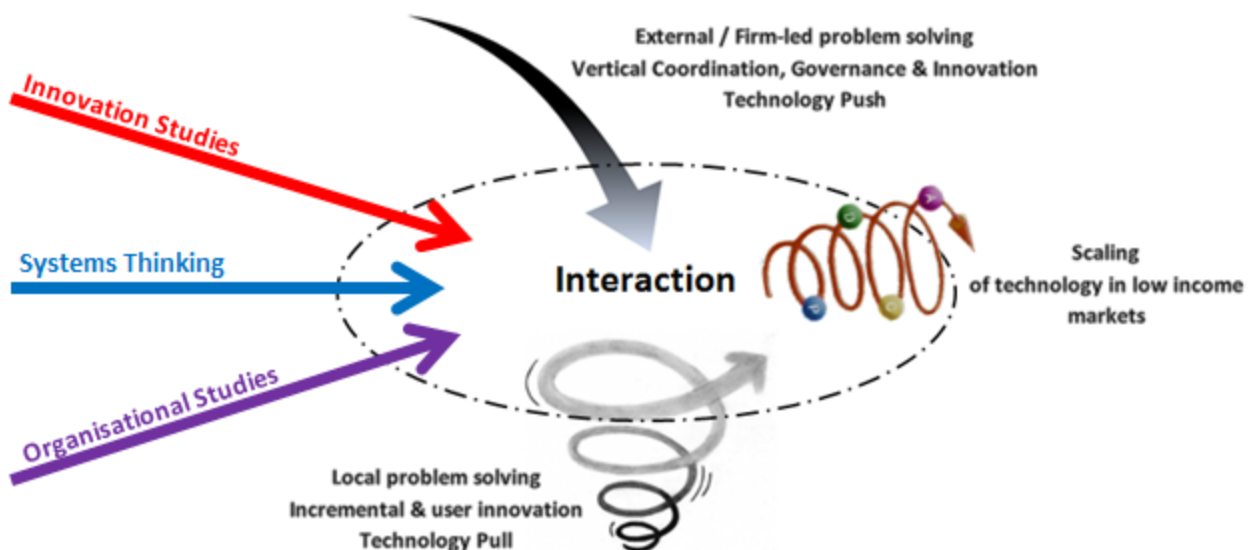 External / Firm-led problem solving
Vertical Coordination, Governance & Innovation
Technology Push
Innovation Studies
Systems Thinking
Organisational Studies
Interaction
P
D
C
A
Scaling
of technology in low income
markets
Local problem solving
Incremental & user innovation
Technology Pull